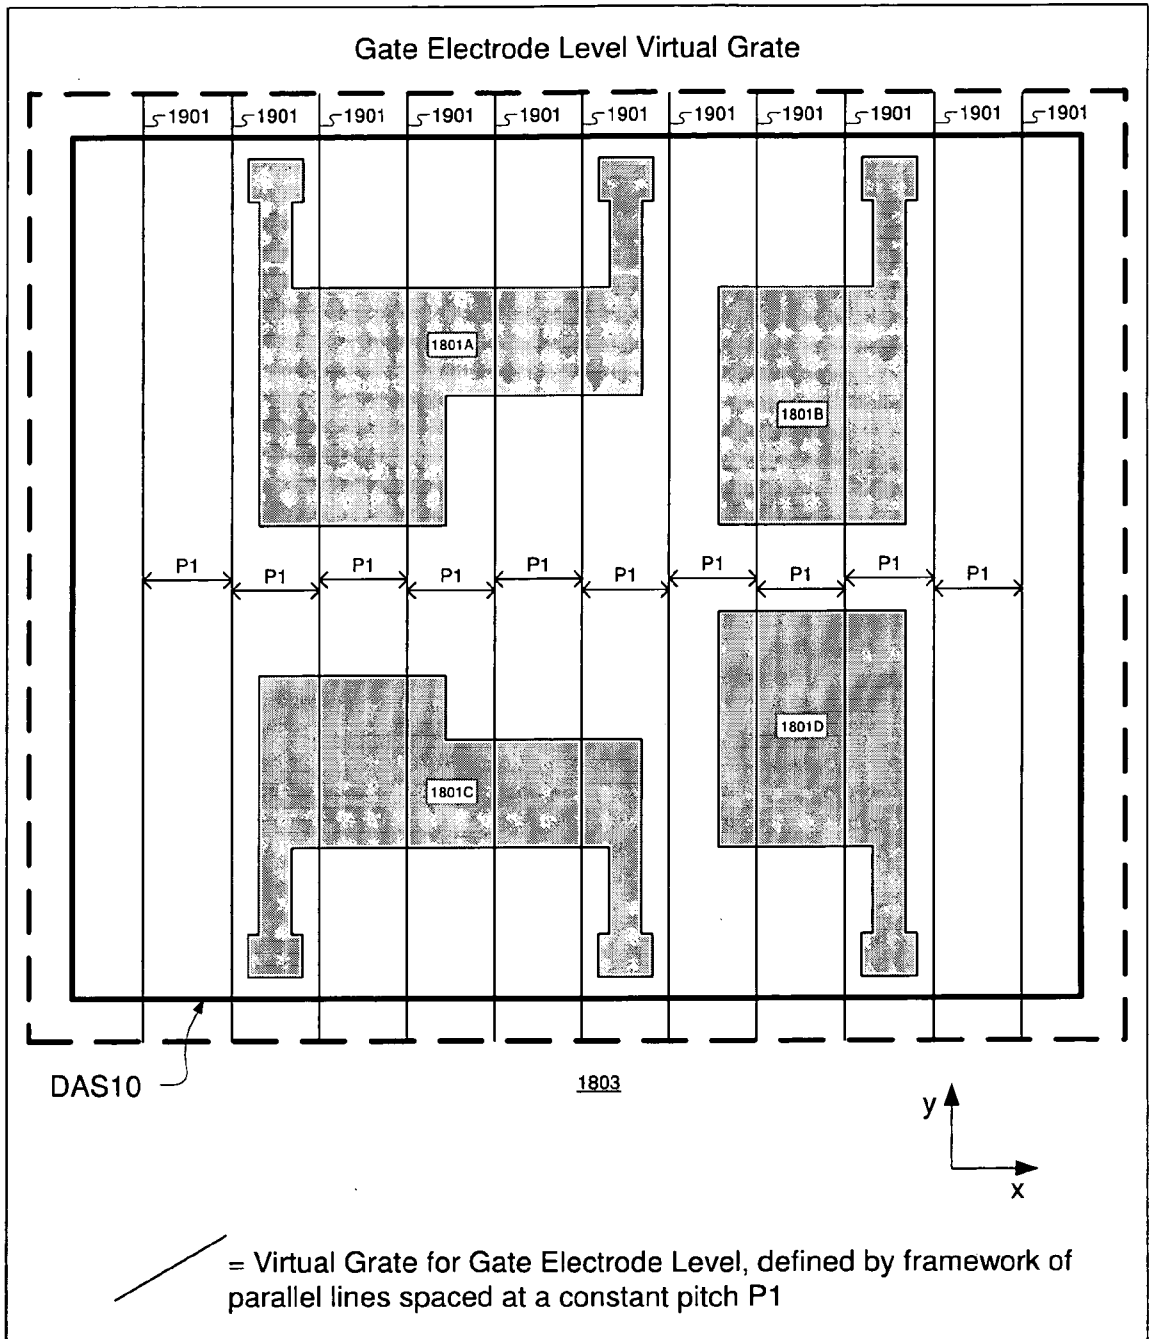 Gate Electrode Level Virtual Grate
1901 1901 1901 1901 1901 1901 1901 1901 1901 1901 1901
1801A
1801B
P1 P1 P1 P1 P1 P1 P1 P1 P1 P1
1801D
1801C
DAS10
1803
y
x
= Virtual Grate for Gate Electrode Level, defined by framework of
parallel lines spaced at a constant pitch P1